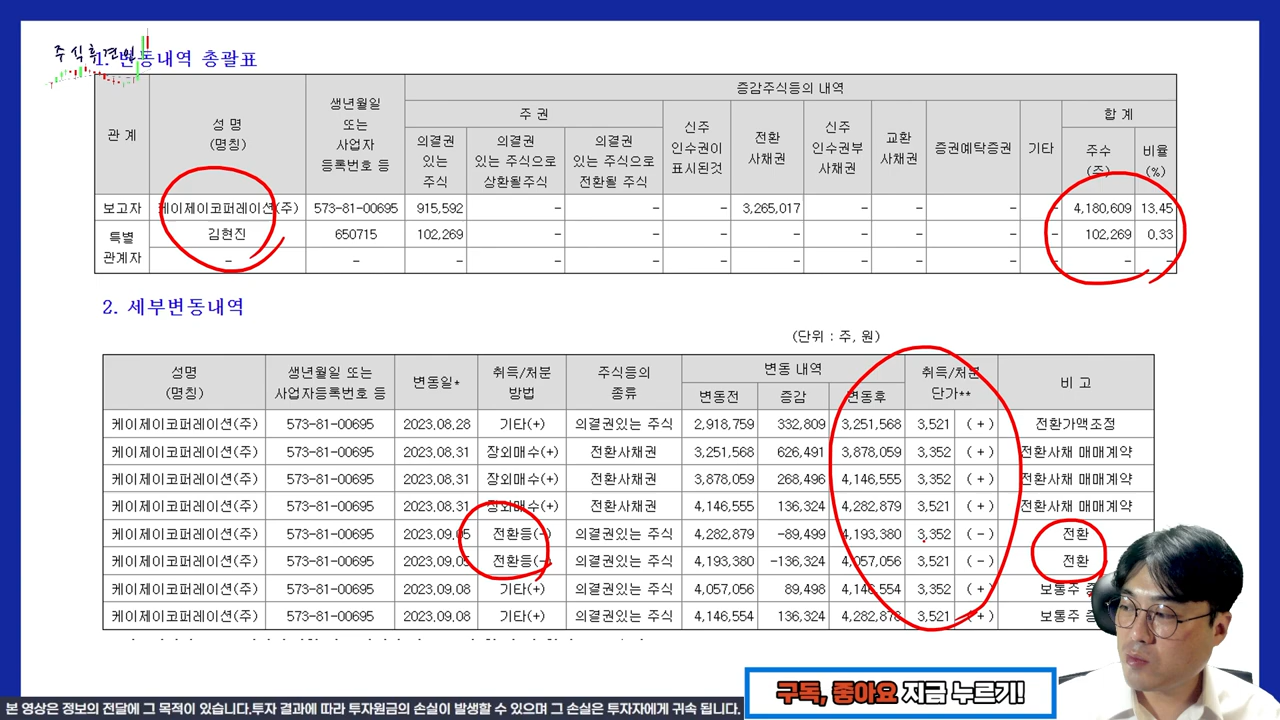 주식후견인
1. 변동내역 총괄표
관 계 성 명 (명칭) 생년월일 또는 사업자 등록번호 등 증감주식등의 내역
주 권 신주 인수권이 표시된것 전환 사채권 신주 인수권부 사채권 교환 사채권 증권예탁증권 기타 합 계
의결권 있는 주식 의결권 있는 주식으로 상환될주식 의결권 있는 주식으로 전환될 주식 주수 (주) 비율 (%)
보고자 케이제이코퍼레이션(주) 573-81-00695 915,592 - - - 3,265,017 - - - - 4,180,609 13.45
특별 관계자 김현진 650715 102,269 - - - - - - - - 102,269 0.33
- - - - - - - - - - - - -
2. 세부변동내역
(단위 : 주, 원)
성명 (명칭) 생년월일 또는 사업자등록번호 등 변동일* 취득/처분 방법 주식등의 종류 변동 내역 취득/처분 단가** 비 고
변동전 증감 변동후
케이제이코퍼레이션(주) 573-81-00695 2023.08.28 기타(+) 의결권있는 주식 2,918,759 332,809 3,251,568 3,521 (+) 전환가액조정
케이제이코퍼레이션(주) 573-81-00695 2023.08.31 장외매수(+) 전환사채권 3,251,568 626,491 3,878,059 3,352 (+) 전환사채 매매계약
케이제이코퍼레이션(주) 573-81-00695 2023.08.31 장외매수(+) 전환사채권 3,878,059 268,496 4,146,555 3,352 (+) 전환사채 매매계약
케이제이코퍼레이션(주) 573-81-00695 2023.08.31 장외매수(+) 전환사채권 4,146,555 136,324 4,282,879 3,521 (+) 전환사채 매매계약
케이제이코퍼레이션(주) 573-81-00695 2023.09.05 전환등(-) 의결권있는 주식 4,282,879 -89,499 4,193,380 3,352 (-) 전환
케이제이코퍼레이션(주) 573-81-00695 2023.09.05 전환등(-) 의결권있는 주식 4,193,380 -136,324 4,057,056 3,521 (-) 전환
케이제이코퍼레이션(주) 573-81-00695 2023.09.08 기타(+) 의결권있는 주식 4,057,056 89,498 4,146,554 3,352 (+) 보통주
케이제이코퍼레이션(주) 573-81-00695 2023.09.08 기타(+) 의결권있는 주식 4,146,554 136,324 4,282,878 3,521 (+) 보통주
구독, 좋아요 지금 누르기!
본 영상은 정보의 전달에 그 목적이 있습니다.투자 결과에 따라 투자원금의 손실이 발생할 수 있으며 그 손실은 투자자에게 귀속 됩니다.